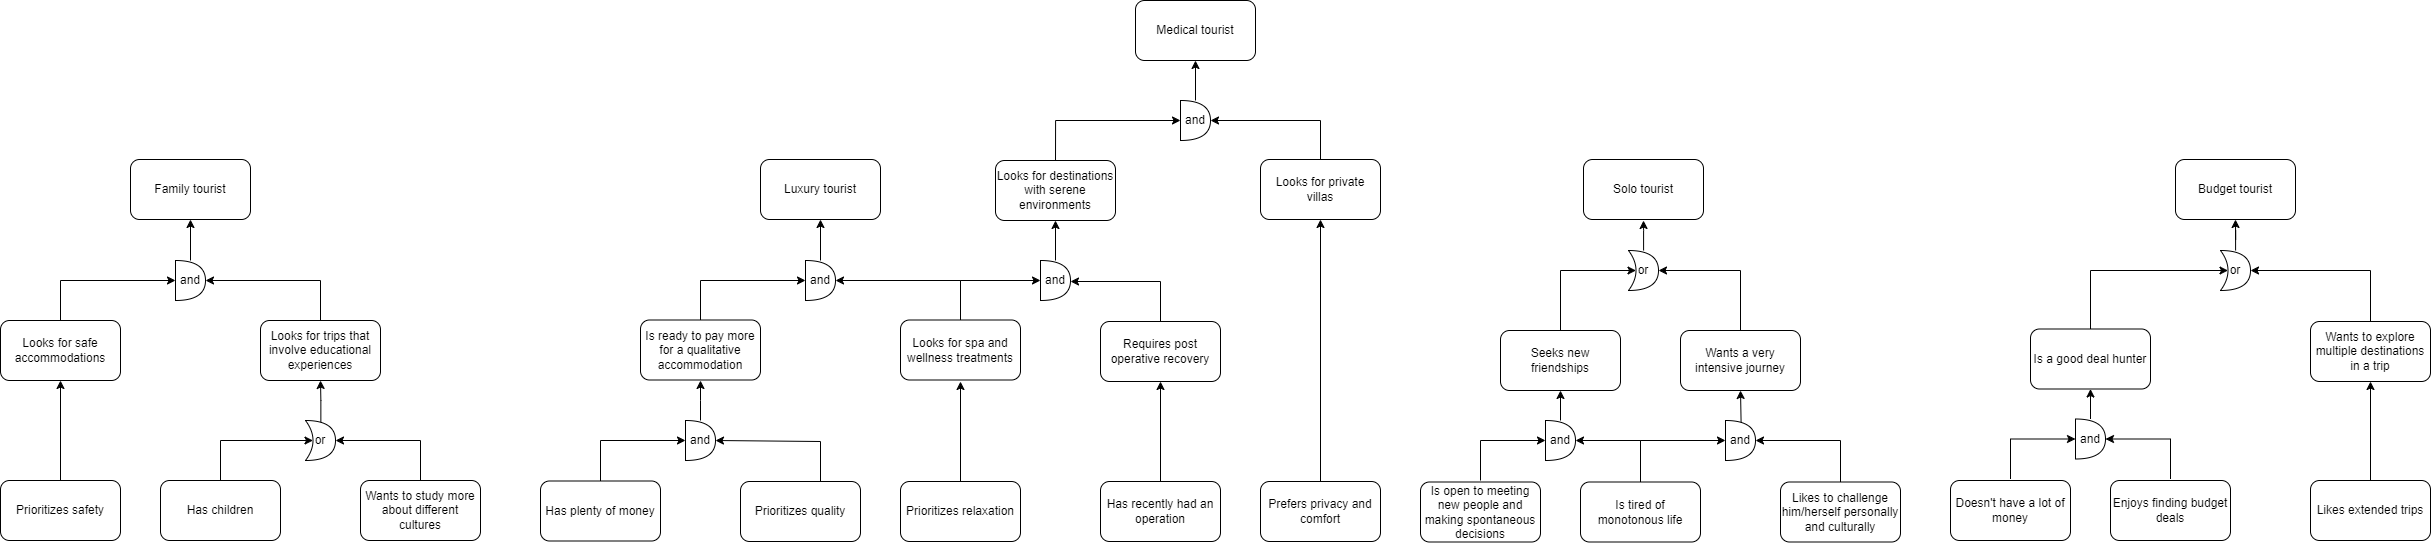 Medical tourist
and
Family tourist
Luxury tourist
Looks for destinations
with serene
environments
Looks for private
villas
Solo tourist
Budget tourist
and
and
and
or
or
Looks for safe
accommodations
Looks for trips that
involve educational
experiences
Is ready to pay more
for a qualitative
accommodation
Looks for spa and
wellness treatments
Requires post
operative recovery
Seeks new
friendships
Wants a very
intensive journey
Is a good deal hunter
Wants to explore
multiple destinations
in a trip
or
and
and
and
and
Prioritizes safety
Has children
Wants to study more
about different
cultures
Has plenty of money
Prioritizes quality
Prioritizes relaxation
Has recently had an
operation
Prefers privacy and
comfort
Is open to meeting
new people and
making spontaneous
decisions
Is tired of
monotonous life
Likes to challenge
him/herself personally
and culturally
Doesn't have a lot of
money
Enjoys finding budget
deals
Likes extended trips